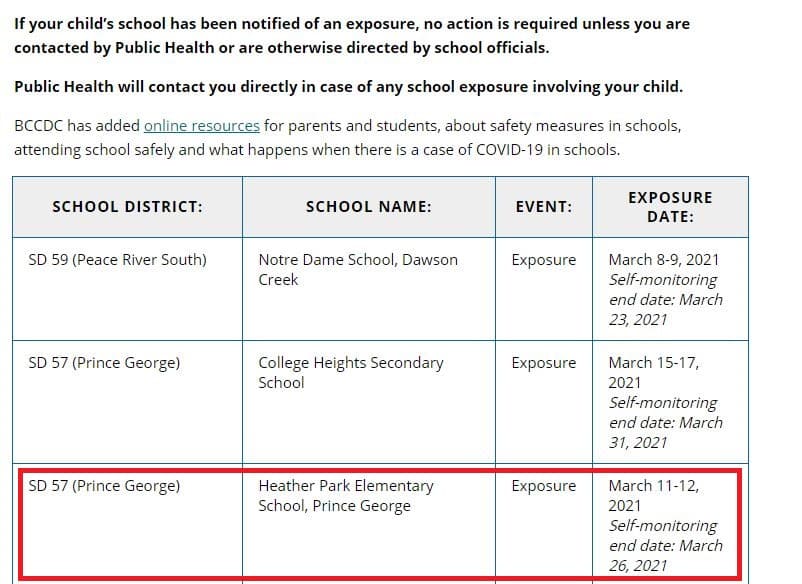 If your child's school has been notified of an exposure, no action is required unless you are
contacted by Public Health or are otherwise directed by school officials.
Public Health will contact you directly in case of any school exposure involving your child.
BCCDC has added online resources for parents and students, about safety measures in schools,
attending school safely and what happens when there is a case of COVID-19 in schools.
SCHOOL DISTRICT:
SCHOOL NAME:
EVENT:
EXPOSURE
DATE:
SD 59 (Peace River South)
Notre Dame School, Dawson
Creek
Exposure
March 8-9, 2021
Self-monitoring
end date: March
23, 2021
SD 57 (Prince George)
College Heights Secondary
School
Exposure
March 15-17,
2021
Self-monitoring
end date: March
31, 2021
SD 57 (Prince George)
Heather Park Elementary
School, Prince George
Exposure
March 11-12,
2021
Self-monitoring
end date: March
26, 2021